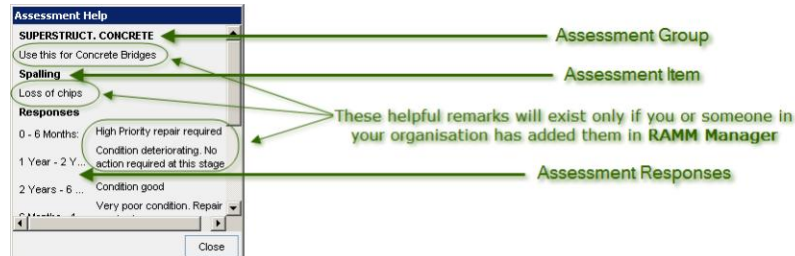 Assessment Help
SUPERSTRUCT. CONCRETE
Use this for Concrete Bridges
Spalling
Loss of chips
Responses
0 - 6 Months: High Priority repair required
1 Year - 2 Y... Condition deteriorating. No
action required at this stage
2 Years - 6 ... Condition good
Very poor condition. Repair
Close
Assessment Group
Assessment Item
These helpful remarks will exist only if you or someone in
your organisation has added them in RAMM Manager
Assessment Responses